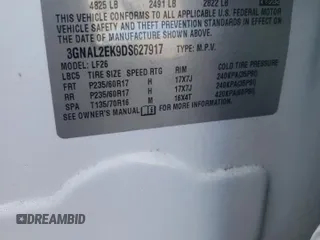 4825 LB 2491 LB 2822 LB
THIS VEHICLE CONFORMS TO ALL APPLICABLE U.S. FEDERAL MOTOR
VEHICLE SAFETY AND THEFT PREVENTION STANDARDS IN
EFFECT ON THE DATE OF MANUFACTURE SHOWN ABOVE.
3GNAL2EK9DS627917 TYPE: M.P.V.
MODEL: LF26
LBC5 TIRE SIZE SPEED RTG RIM COLD TIRE PRESSURE
FRT P235/60R17 H 17X7J 240KPA(35PSI)
RR P235/60R17 H 17X7J 240KPA(35PSI)
SPA T135/70R16 M 16X4T 420KPA(60PSI)
SEE OWNER'S MANUAL FOR MORE INFORMATION
DREAMBID